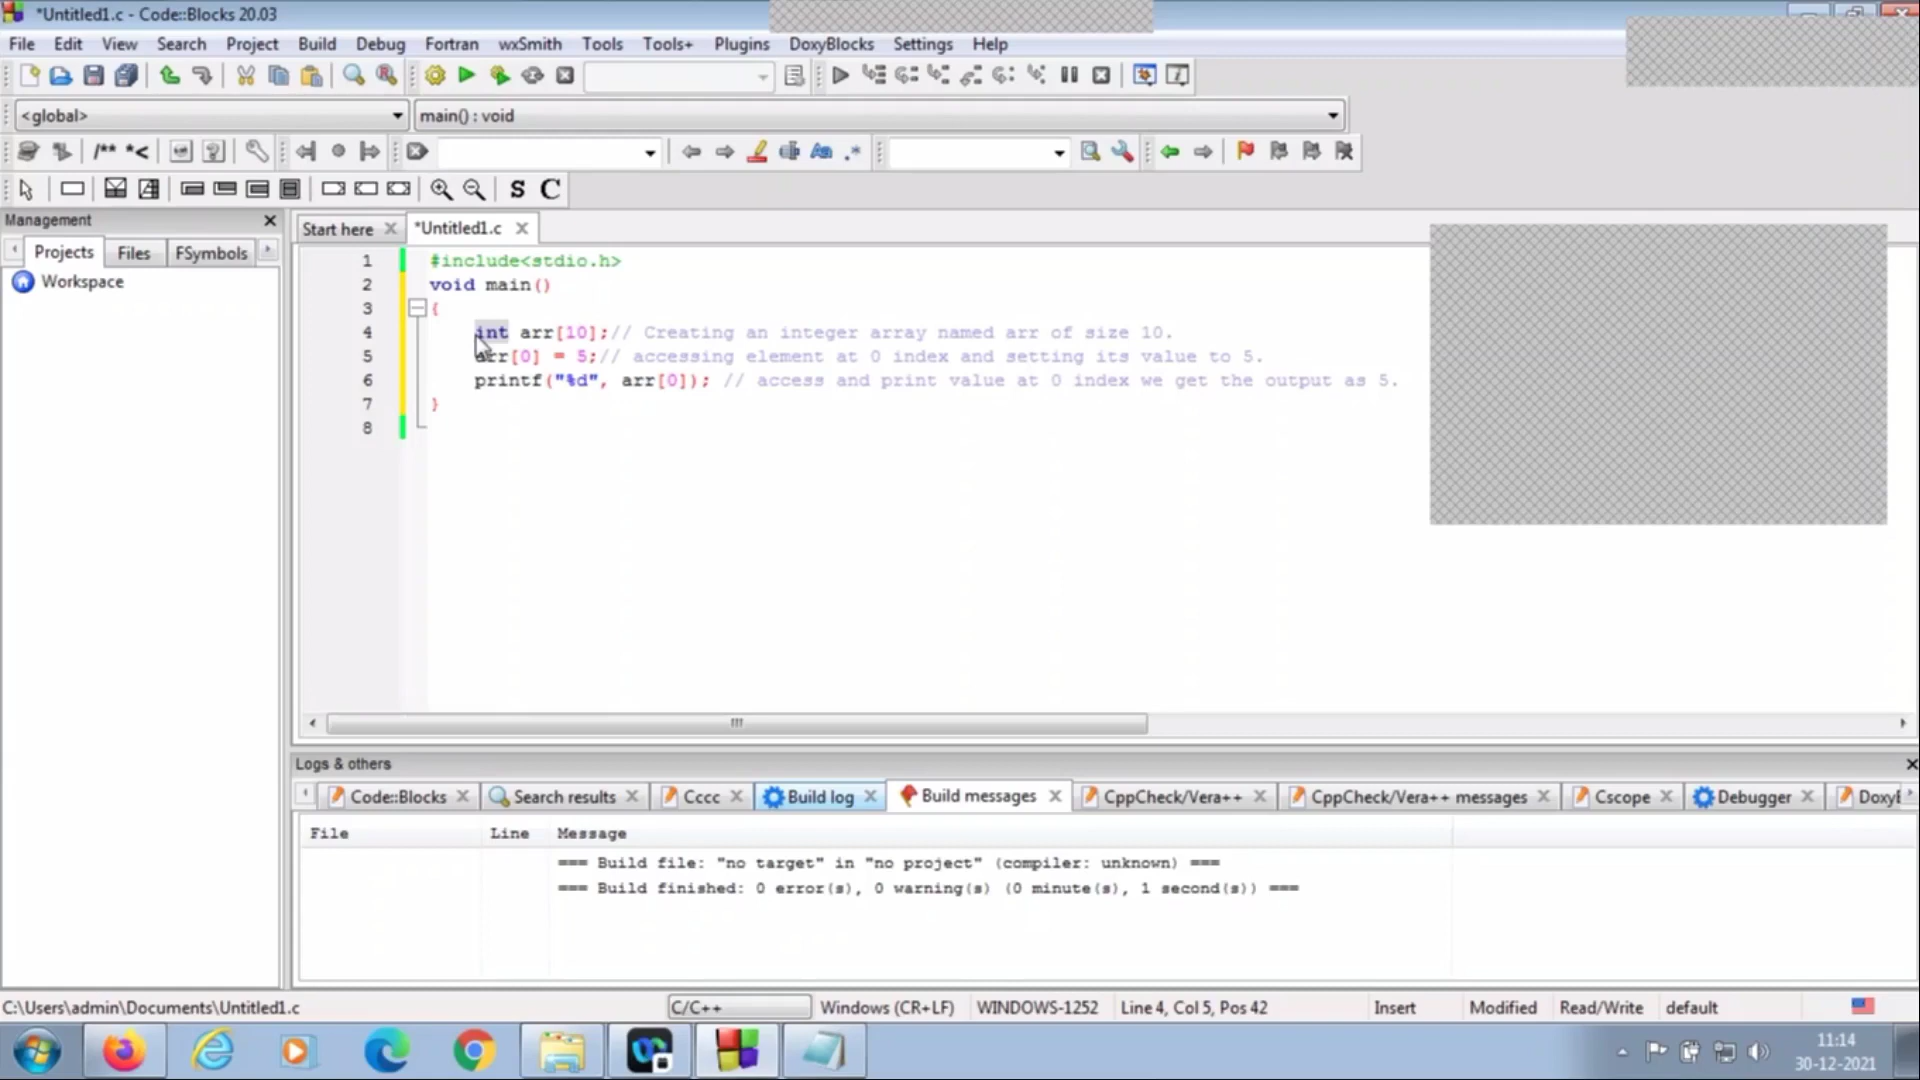 *Untitled1.c - Code::Blocks 20.03
File Edit View Search Project Build Debug Fortran wxSmith Tools Tools+ Plugins DoxyBlocks Settings Help
<global> main() : void
/** *<
S C
Management
Start here *Untitled1.c
Projects Files FSymbols
Workspace
1 #include<stdio.h>
2 void main()
3 {
4 int arr[10];// Creating an integer array named arr of size 10.
5 arr[0] = 5;// accessing element at 0 index and setting its value to 5.
6 printf("%d", arr[0]); // access and print value at 0 index we get the output as 5.
7 }
8
Logs & others
Code::Blocks Search results Cccc Build log Build messages CppCheck/Vera++ CppCheck/Vera++ messages Cscope Debugger
File Line Message
=== Build file: "no target" in "no project" (compiler: unknown) ===
=== Build finished: 0 error(s), 0 warning(s) (0 minute(s), 1 second(s)) ===
C:\Users\admin\Documents\Untitled1.c C/C++ Windows (CR+LF) WINDOWS-1252 Line 4, Col 5, Pos 42 Insert Modified Read/Write default
11:14
30-12-2021